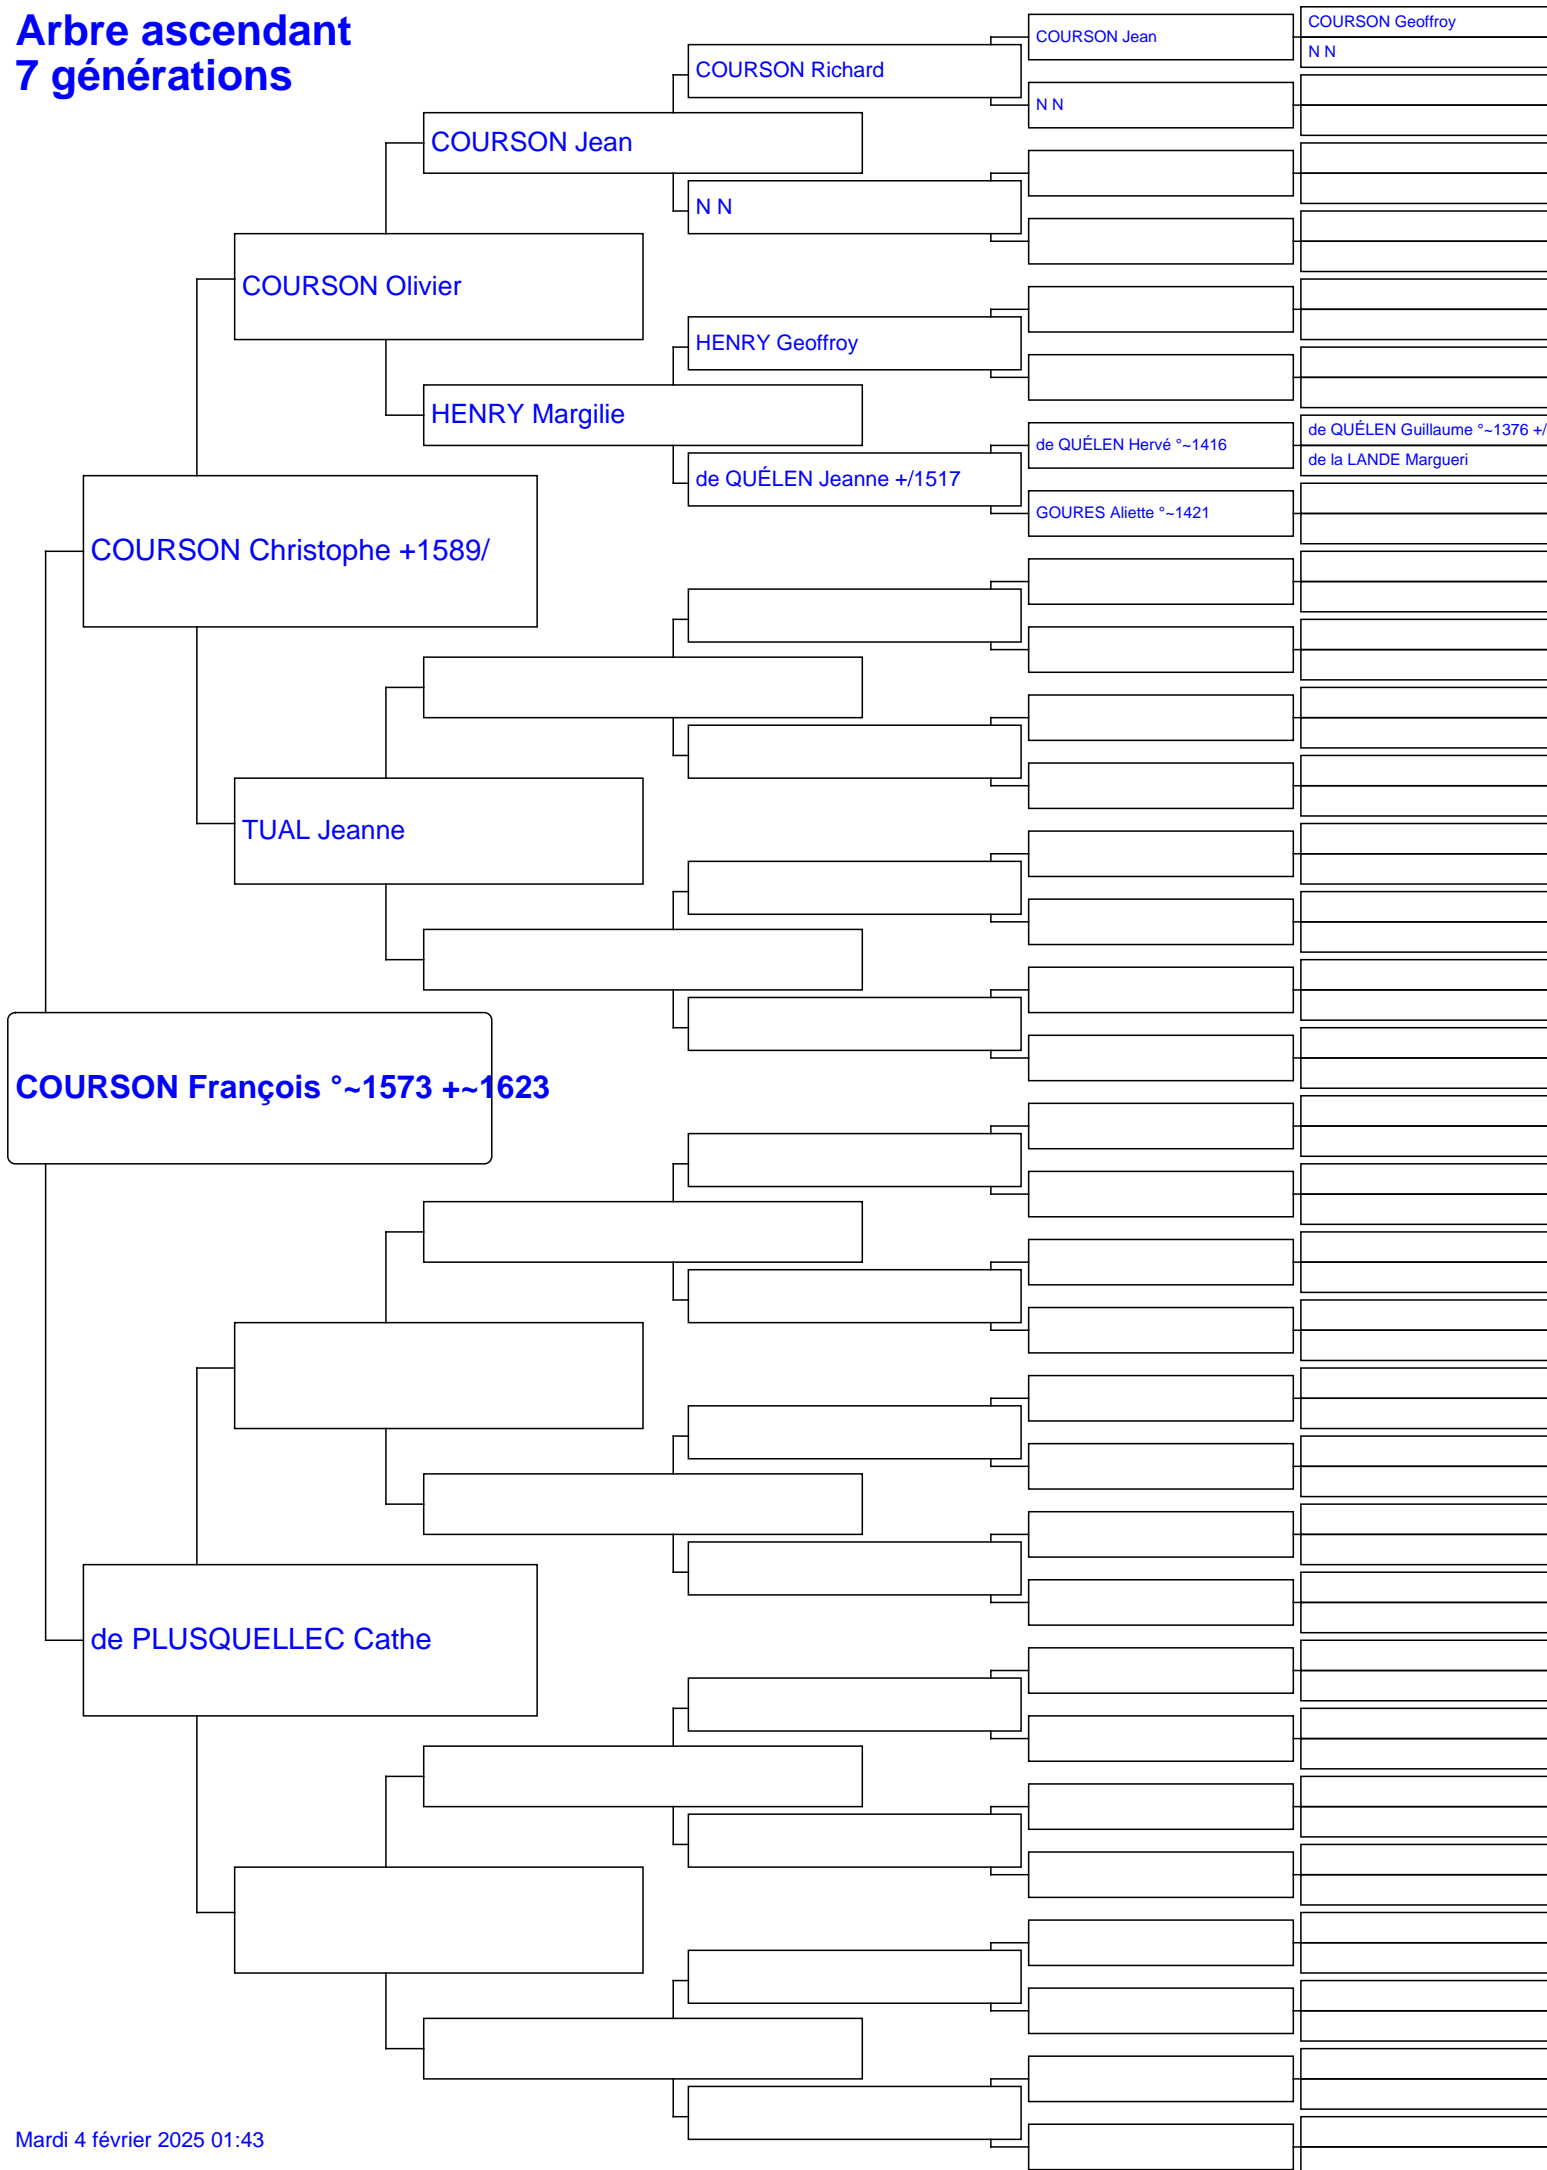 Arbre ascendant
7 générations
COURSON Geoffroy
COURSON Jean
N N
COURSON Richard
N N
COURSON Jean
N N
COURSON Olivier
HENRY Geoffroy
HENRY Margilie
de QUÉLEN Guillaume °~1376 +/
de QUÉLEN Hervé °~1416
de la LANDE Margueri
de QUÉLEN Jeanne +/1517
GOURES Aliette °~1421
COURSON Christophe +1589/
TUAL Jeanne
COURSON François °~1573 +~1623
de PLUSQUELLEC Cathe
Mardi 4 février 2025 01:43